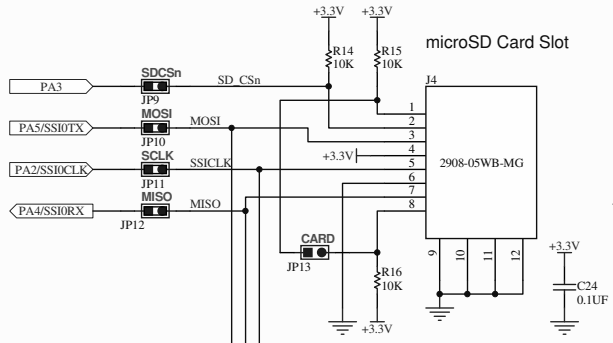 +3.3V
+3.3V
R14
10K
R15
10K
microSD Card Slot
SDCSn
PA3
SD_CSn
JP9
J4
MOSI
PA5/SSI0TX
MOSI
JP10
1
2
3
4
5
6
7
8
+3.3V
2908-05WB-MG
SCLK
PA2/SSI0CLK
SSICLK
JP11
MISO
PA4/SSI0RX
MISO
JP12
CARD
JP13
R16
10K
+3.3V
9
10
11
12
+3.3V
C24
0.1UF